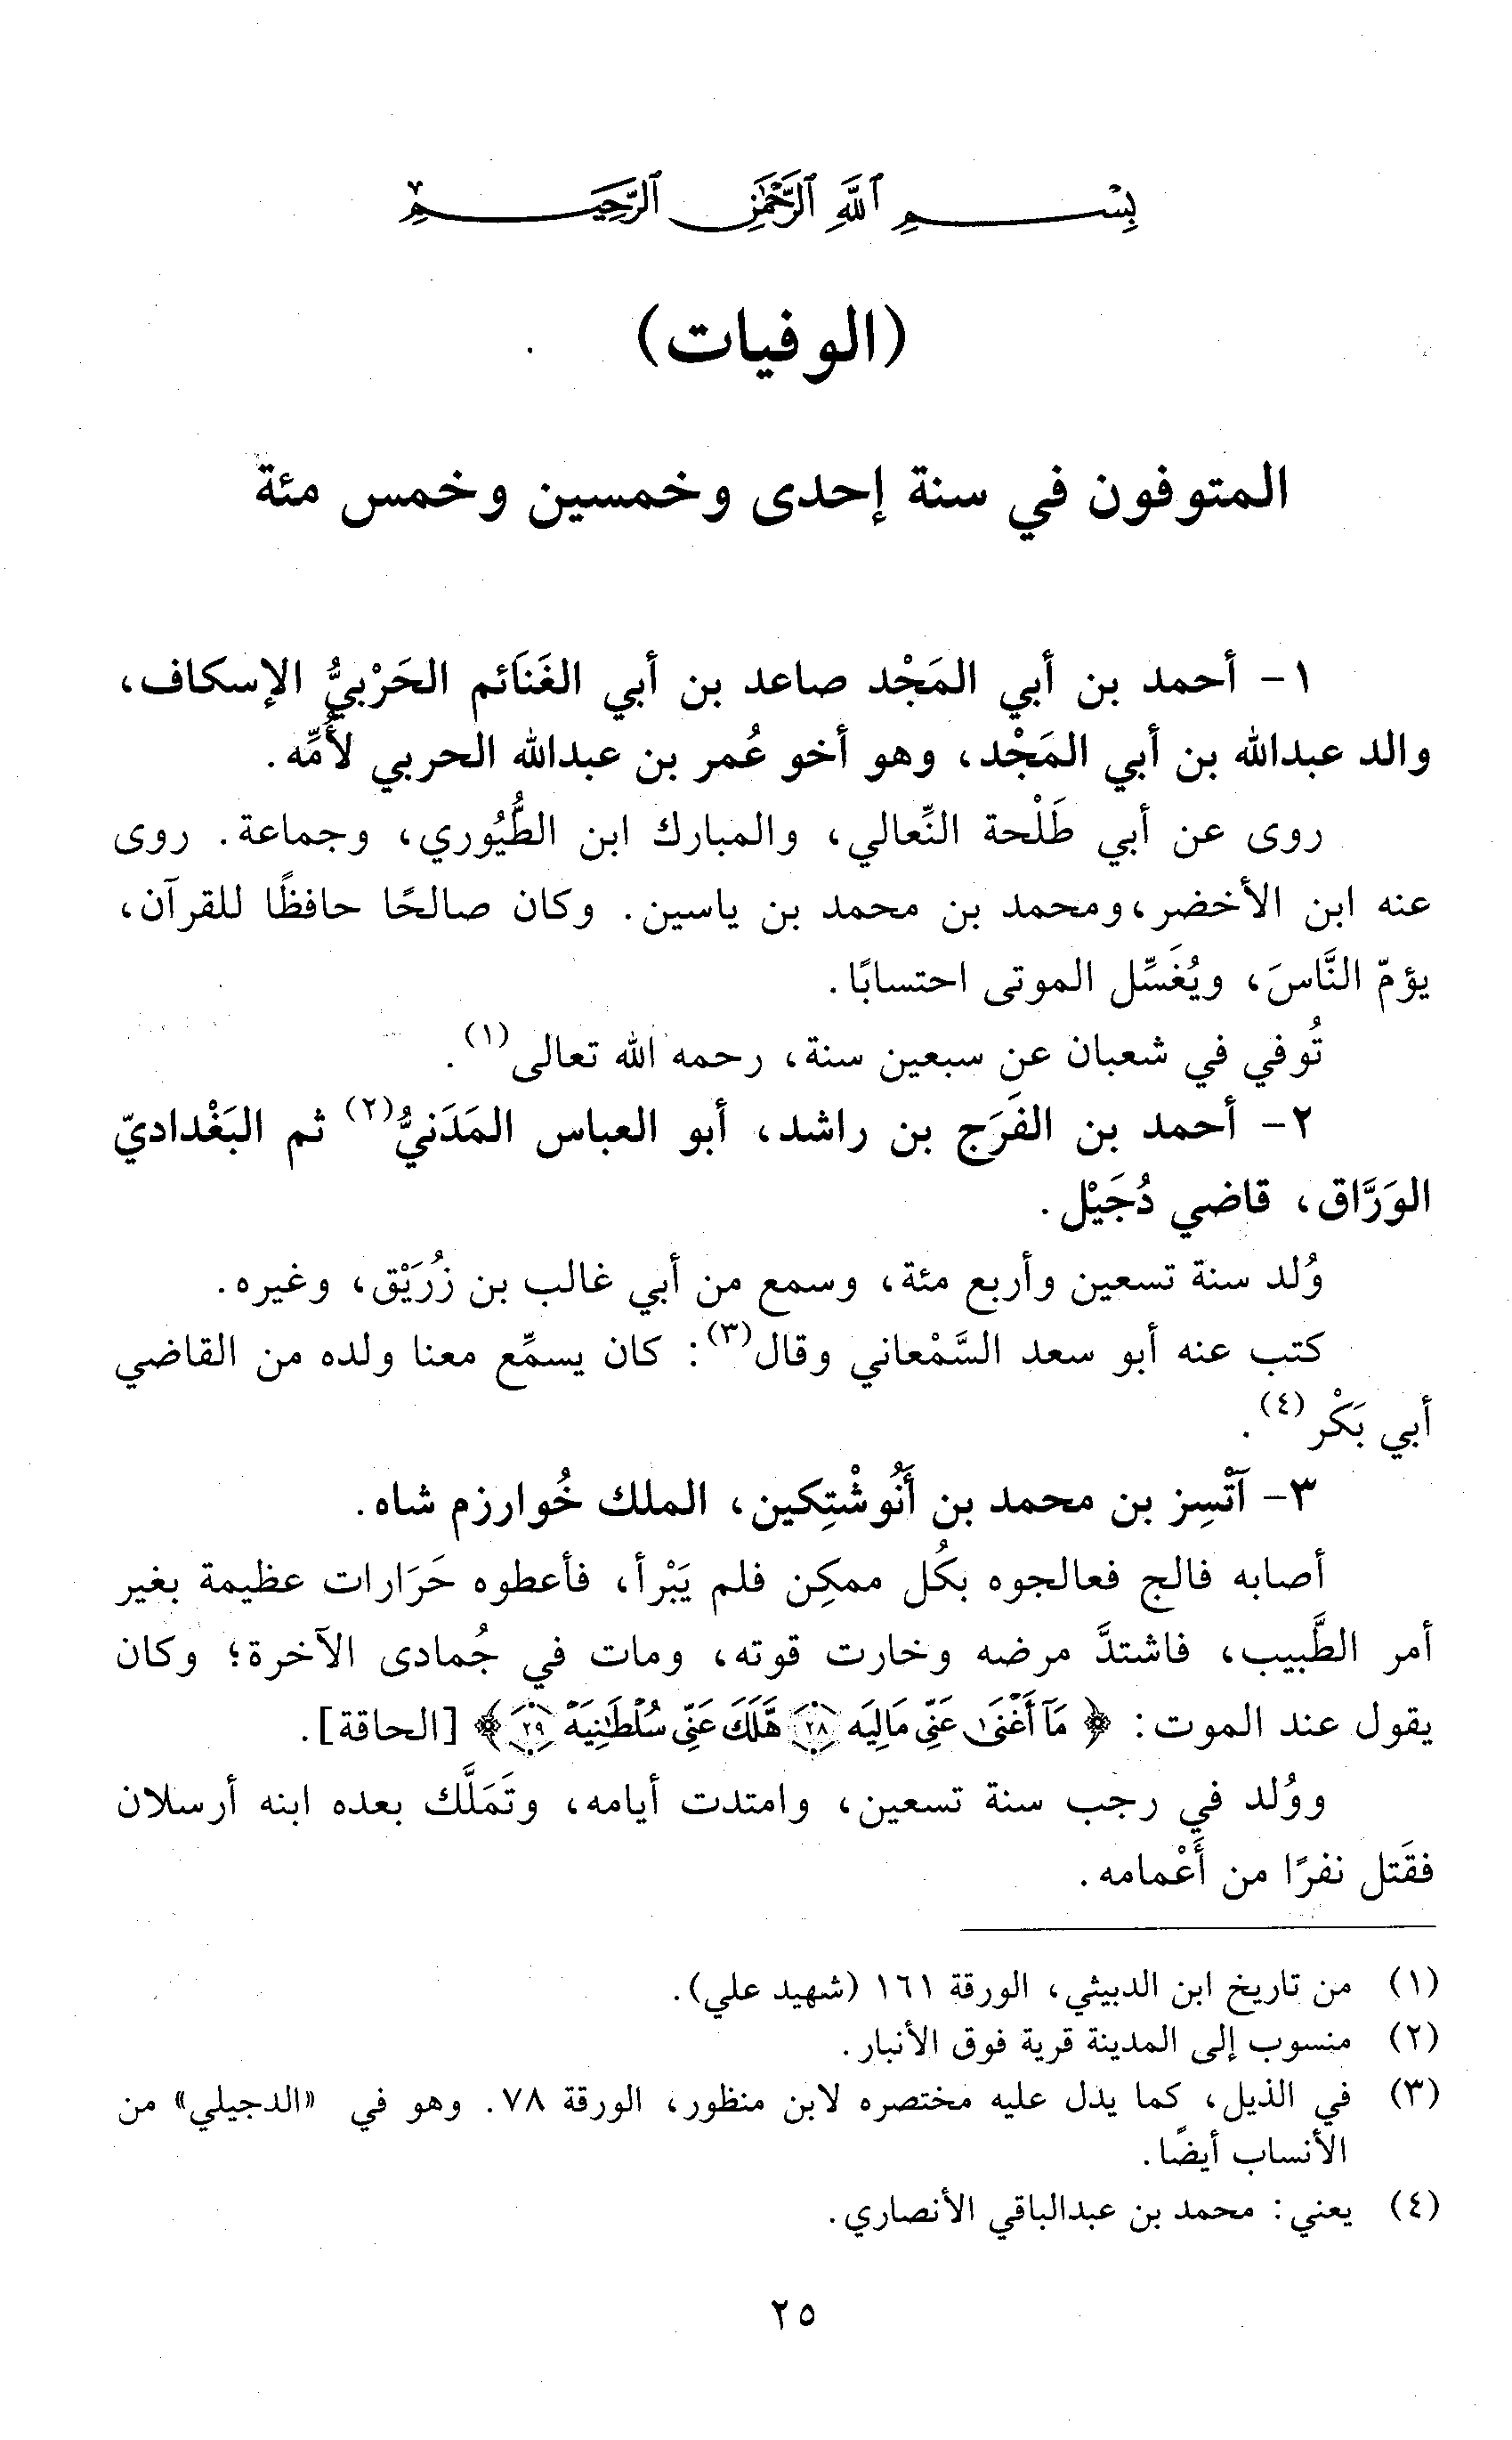 بِسْمِ ٱللَّهِ ٱلرَّحْمَٰنِ ٱلرَّحِيمِ
(الوفيات)
المتوفون في سنة إحدى وخمسين وخمس مئة
١- أحمد بن أبي المَجْد صاعد بن أبي الغَنَائم الحَرْبيُّ الإسكاف،
والد عبدالله بن أبي المَجْد، وهو أخو عُمر بن عبدالله الحربي لأُمِّه.
روى عن أبي طَلْحة النِّعالي، والمبارك ابن الطُّيُوري، وجماعة. روى
عنه ابن الأخضر، ومحمد بن محمد بن ياسين. وكان صالحًا حافظًا للقرآن،
يؤمّ النَّاسَ، ويُغَسِّل الموتى احتسابًا.
تُوفي في شعبان عن سبعين سنة، رحمه الله تعالى(١).
٢- أحمد بن الفَرَج بن راشد، أبو العباس المَدَنيُّ(٢) ثم البَغْداديّ
الوَرَّاق، قاضي دُجَيْل.
وُلد سنة تسعين وأربع مئة، وسمع من أبي غالب بن زُرَيْق، وغيره.
كتب عنه أبو سعد السَّمْعاني وقال(٣): كان يسمِّع معنا ولده من القاضي
أبي بَكْر(٤).
٣- آتْسِز بن محمد بن أَنُوشْتِكين، الملك خُوارزم شاه.
أصابه فالج فعالجوه بكُل ممكِن فلم يَبْرأ، فأعطوه حَرَارات عظيمة بغير
أمر الطَّبيب، فاشتدَّ مرضه وخارت قوته، ومات في جُمادى الآخرة؛ وكان
يقول عند الموت: ﴿ مَآ أَغْنَىٰ عَنِّى مَالِيَهْ ٢٨ هَّلَكَ عَنِّى سُلْطَٰنِيَهْ ٢٩ ﴾ [الحاقة].
ووُلد في رجب سنة تسعين، وامتدت أيامه، وتَمَلَّك بعده ابنه أرسلان
فقَتل نفرًا من أَعْمامه.
(١) من تاريخ ابن الدبيثي، الورقة ١٦١ (شهيد علي).
(٢) منسوب إلى المدينة قرية فوق الأنبار.
(٣) في الذيل، كما يدل عليه مختصره لابن منظور، الورقة ٧٨. وهو في «الدجيلي» من
الأنساب أيضًا.
(٤) يعني: محمد بن عبدالباقي الأنصاري.
٢٥